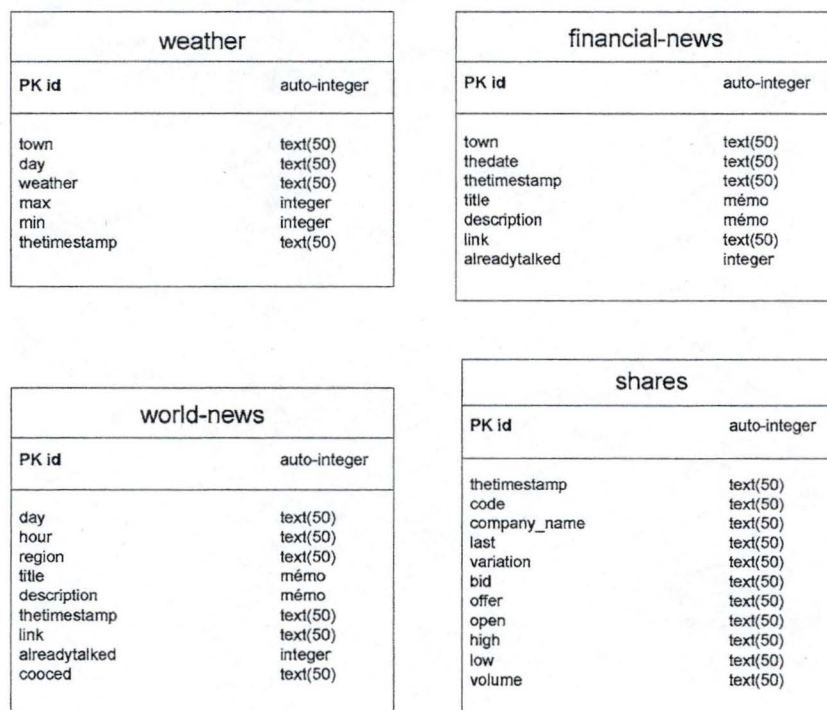 weather
PK id auto-integer
town text(50)
day text(50)
weather text(50)
max integer
min integer
thetimestamp text(50)
financial-news
PK id auto-integer
town text(50)
thedate text(50)
thetimestamp text(50)
title mémo
description mémo
link text(50)
alreadytalked integer
world-news
PK id auto-integer
day text(50)
hour text(50)
region text(50)
title mémo
description mémo
thetimestamp text(50)
link text(50)
alreadytalked integer
cooced text(50)
shares
PK id auto-integer
thetimestamp text(50)
code text(50)
company_name text(50)
last text(50)
variation text(50)
bid text(50)
offer text(50)
open text(50)
high text(50)
low text(50)
volume text(50)